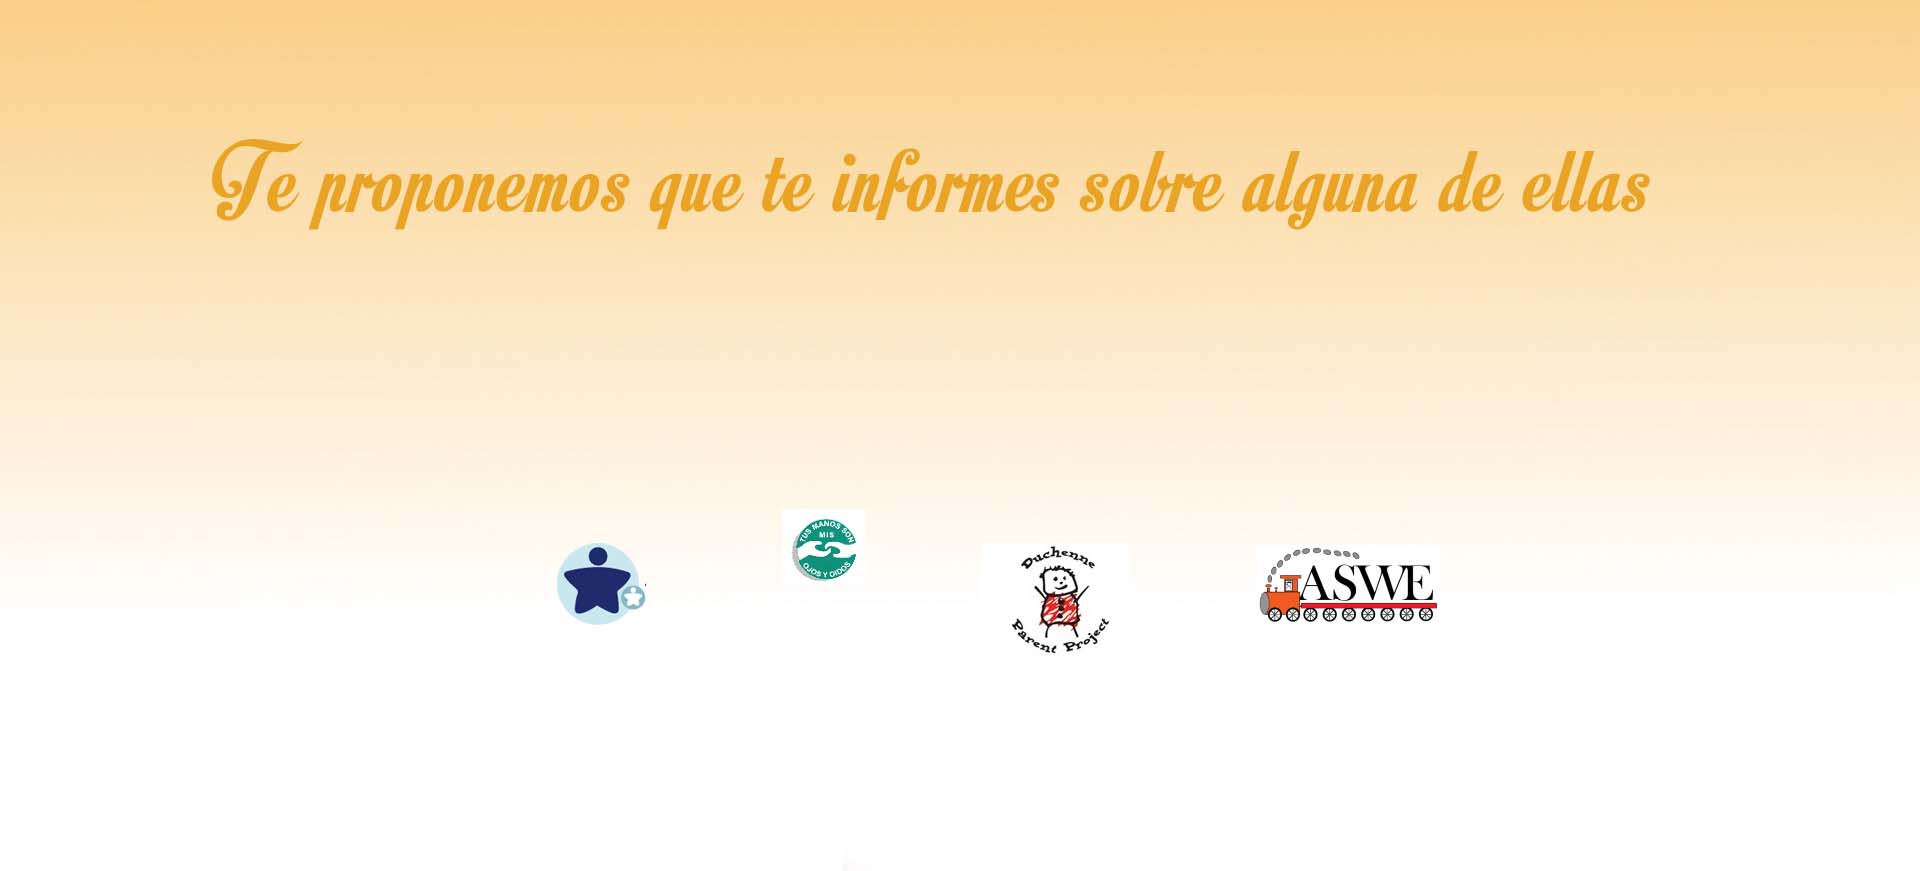 Te proponemos que te informes sobre alguna de ellas
TUS MANOS SON
MIS
OJOS Y OIDOS
Duchenne
Parent Project
ASWE